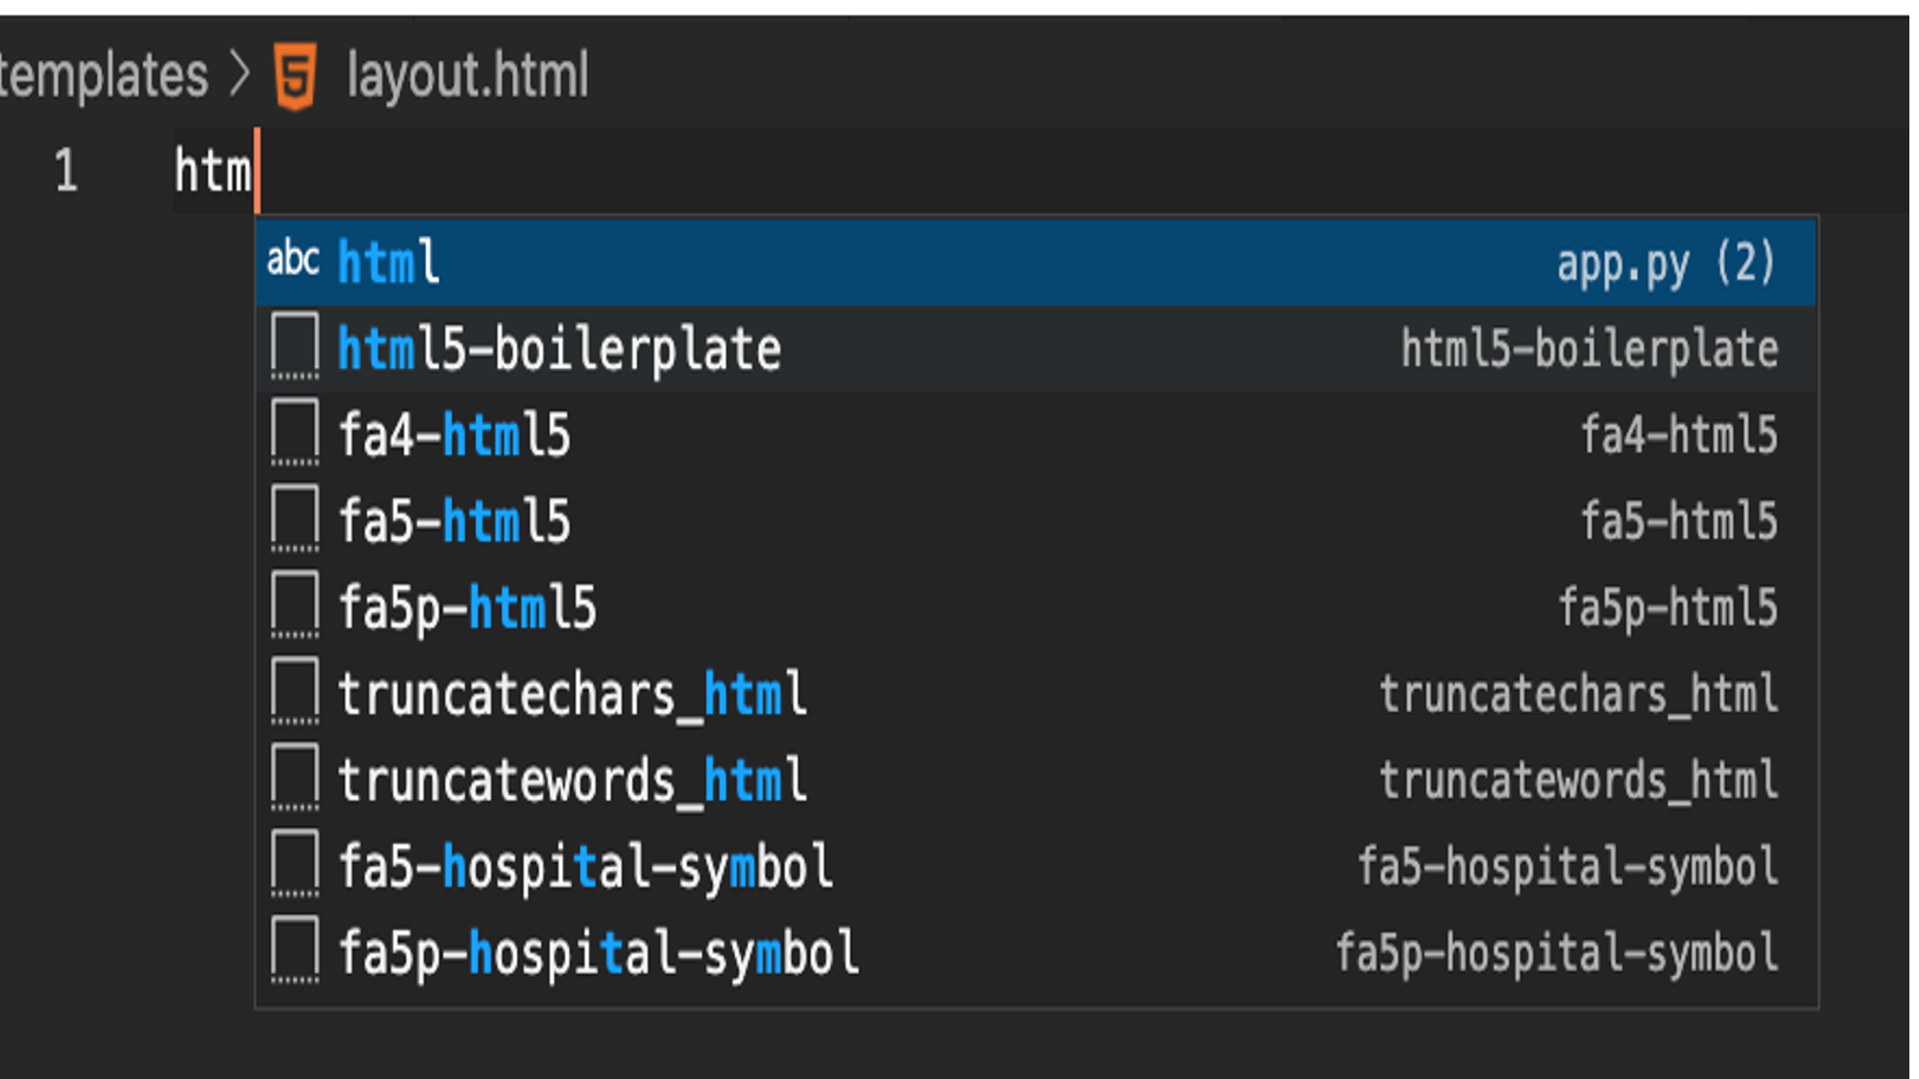 templates > 5 layout.html
1 htm
abc html app.py (2)
html5-boilerplate html5-boilerplate
fa4-html5 fa4-html5
fa5-html5 fa5-html5
fa5p-html5 fa5p-html5
truncatechars_html truncatechars_html
truncatewords_html truncatewords_html
fa5-hospital-symbol fa5-hospital-symbol
fa5p-hospital-symbol fa5p-hospital-symbol